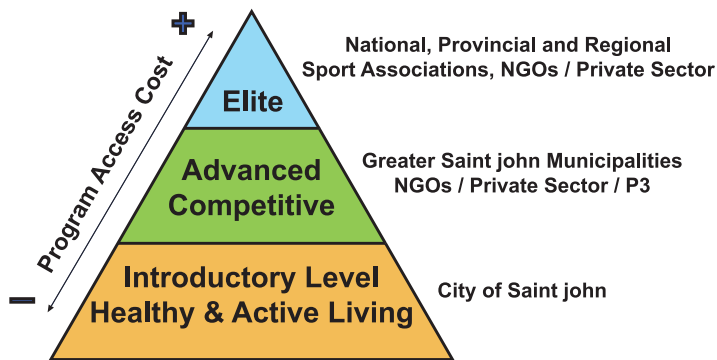 +
Program Access Cost
−
National, Provincial and Regional
Sport Associations, NGOs / Private Sector
Elite
Greater Saint john Municipalities
NGOs / Private Sector / P3
Advanced
Competitive
City of Saint john
Introductory Level
Healthy & Active Living